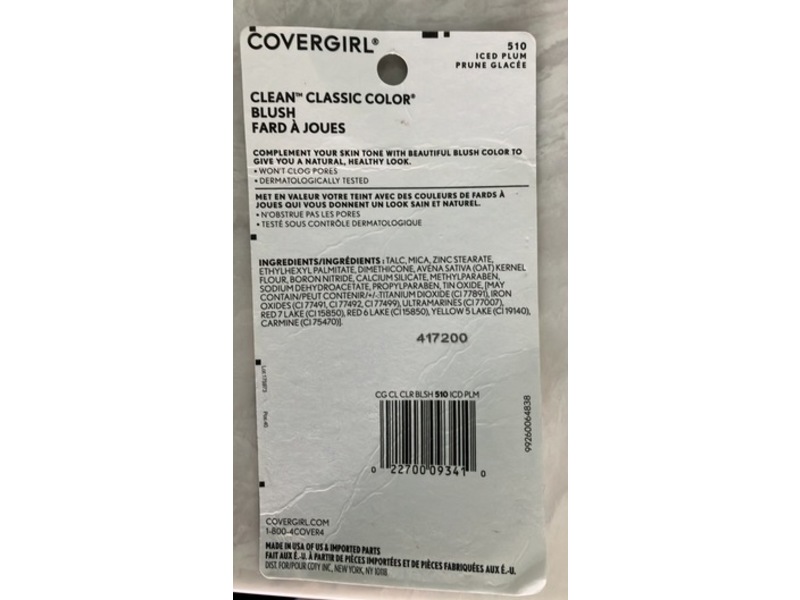 COVERGIRL®
510
ICED PLUM
PRUNE GLACÉE
CLEAN™ CLASSIC COLOR®
BLUSH
FARD À JOUES
COMPLEMENT YOUR SKIN TONE WITH BEAUTIFUL BLUSH COLOR TO
GIVE YOU A NATURAL, HEALTHY LOOK.
• WON'T CLOG PORES
• DERMATOLOGICALLY TESTED
MET EN VALEUR VOTRE TEINT AVEC DES COULEURS DE FARDS À
JOUES QUI VOUS DONNENT UN LOOK SAIN ET NATUREL.
• N'OBSTRUE PAS LES PORES
• TESTÉ SOUS CONTRÔLE DERMATOLOGIQUE
INGREDIENTS/INGRÉDIENTS : TALC, MICA, ZINC STEARATE,
ETHYLHEXYL PALMITATE, DIMETHICONE, AVENA SATIVA (OAT) KERNEL
FLOUR, BORON NITRIDE, CALCIUM SILICATE, METHYLPARABEN,
SODIUM DEHYDROACETATE, PROPYLPARABEN, TIN OXIDE, [MAY
CONTAIN/PEUT CONTENIR/+/-:TITANIUM DIOXIDE (CI 77891), IRON
OXIDES (CI 77491, CI 77492, CI 77499), ULTRAMARINES (CI 77007),
RED 7 LAKE (CI 15850), RED 6 LAKE (CI 15850), YELLOW 5 LAKE (CI 19140),
CARMINE (CI 75470)].
417200
CG CL CLR BLSH 510 ICD PLM
0 22700 09341 0
99260064838
COVERGIRL.COM
1-800-4COVER4
MADE IN USA OF US & IMPORTED PARTS
FAIT AUX É.-U. À PARTIR DE PIÈCES IMPORTÉES ET DE PIÈCES FABRIQUÉES AUX É.-U.
DIST. FOR/POUR COTY INC., NEW YORK, NY 10118